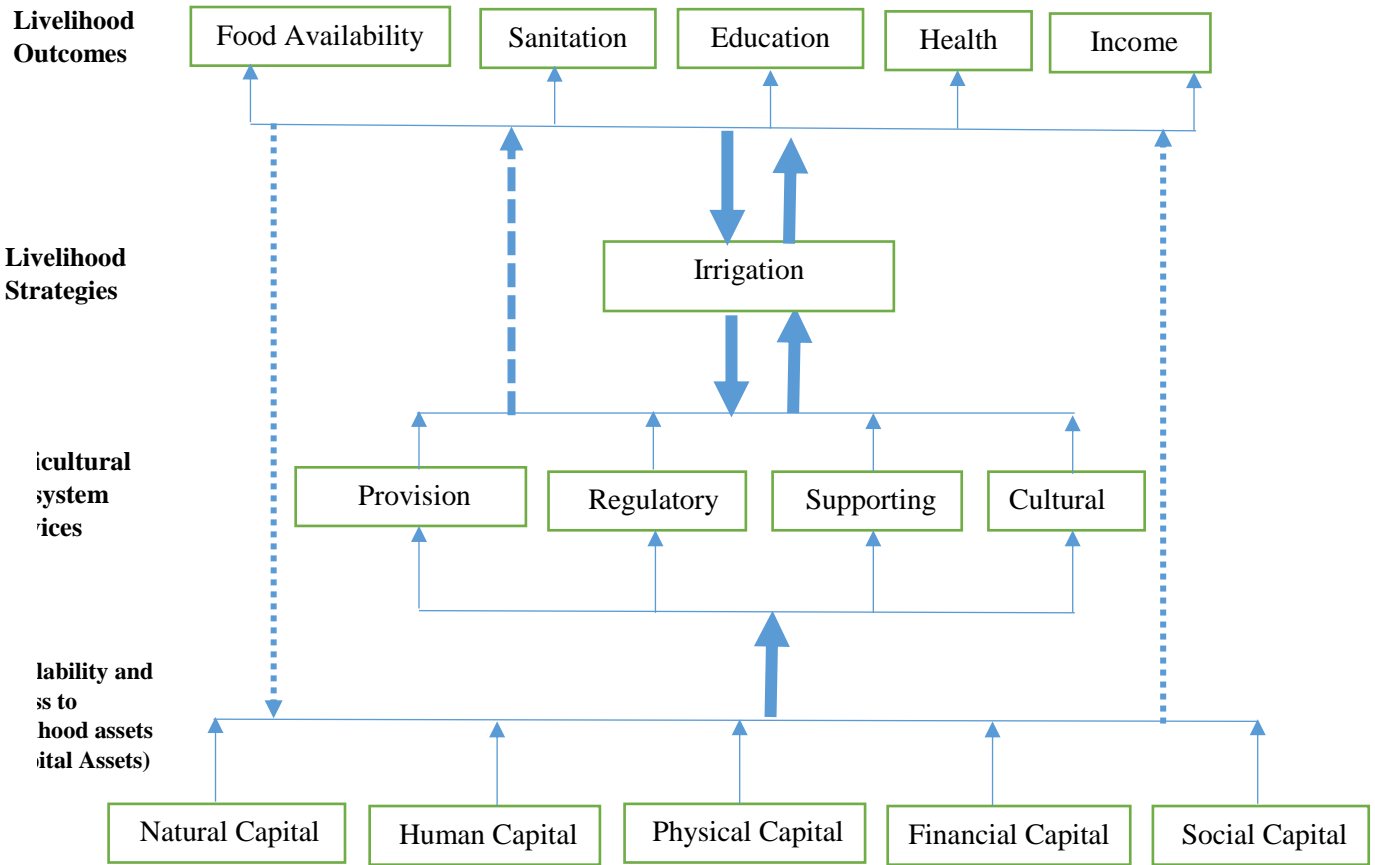 Livelihood
Outcomes
Food Availability
Sanitation
Education
Health
Income
Livelihood
Strategies
Irrigation
icultural
system
vices
Provision
Regulatory
Supporting
Cultural
lability and
ss to
hood assets
pital Assets)
Natural Capital
Human Capital
Physical Capital
Financial Capital
Social Capital